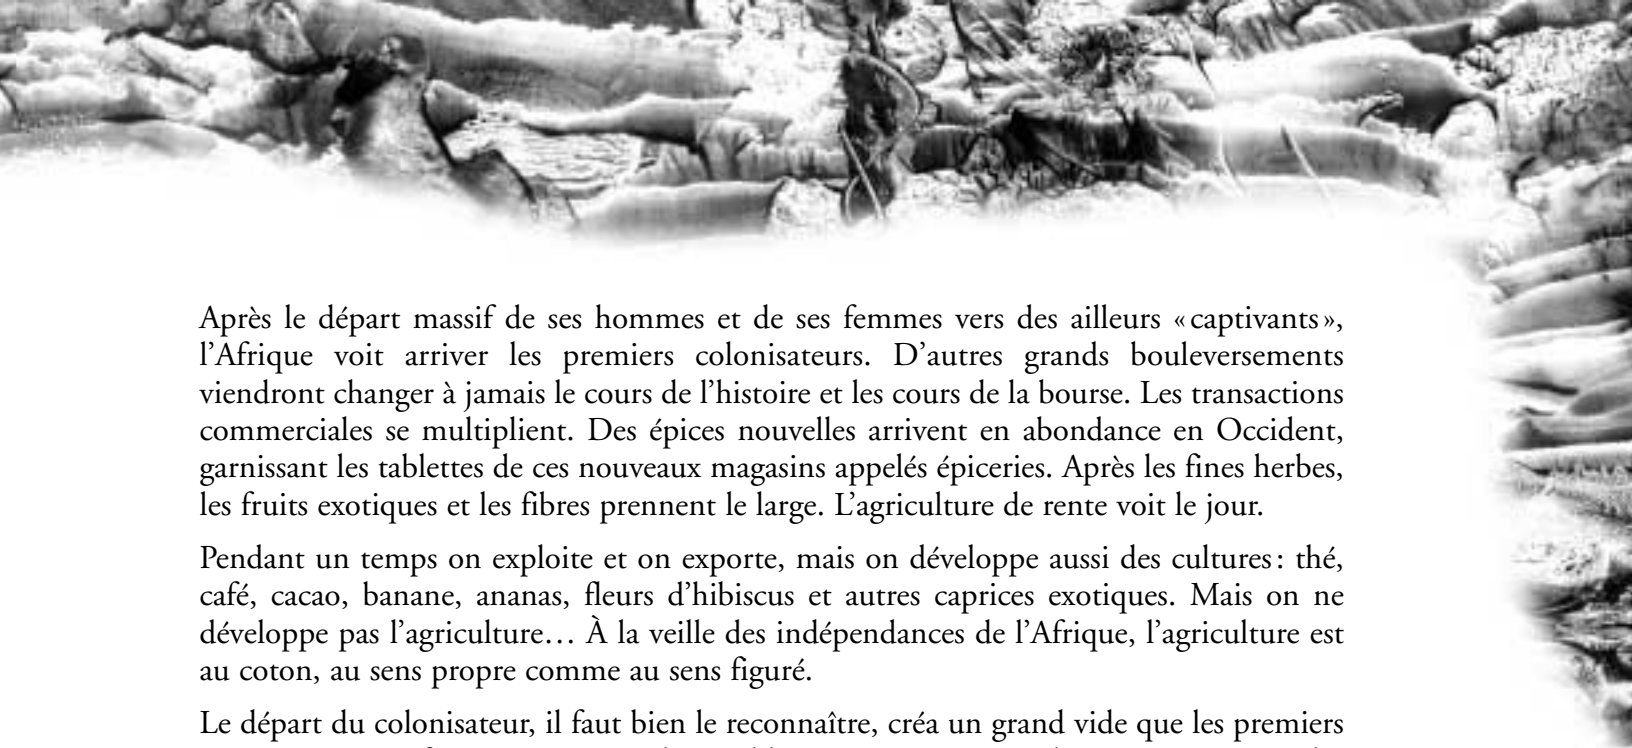 Après le départ massif de ses hommes et de ses femmes vers des ailleurs « captivants »,
l’Afrique voit arriver les premiers colonisateurs. D’autres grands bouleversements
viendront changer à jamais le cours de l’histoire et les cours de la bourse. Les transactions
commerciales se multiplient. Des épices nouvelles arrivent en abondance en Occident,
garnissant les tablettes de ces nouveaux magasins appelés épiceries. Après les fines herbes,
les fruits exotiques et les fibres prennent le large. L’agriculture de rente voit le jour.
Pendant un temps on exploite et on exporte, mais on développe aussi des cultures : thé,
café, cacao, banane, ananas, fleurs d’hibiscus et autres caprices exotiques. Mais on ne
développe pas l’agriculture… À la veille des indépendances de l’Afrique, l’agriculture est
au coton, au sens propre comme au sens figuré.
Le départ du colonisateur, il faut bien le reconnaître, créa un grand vide que les premiers